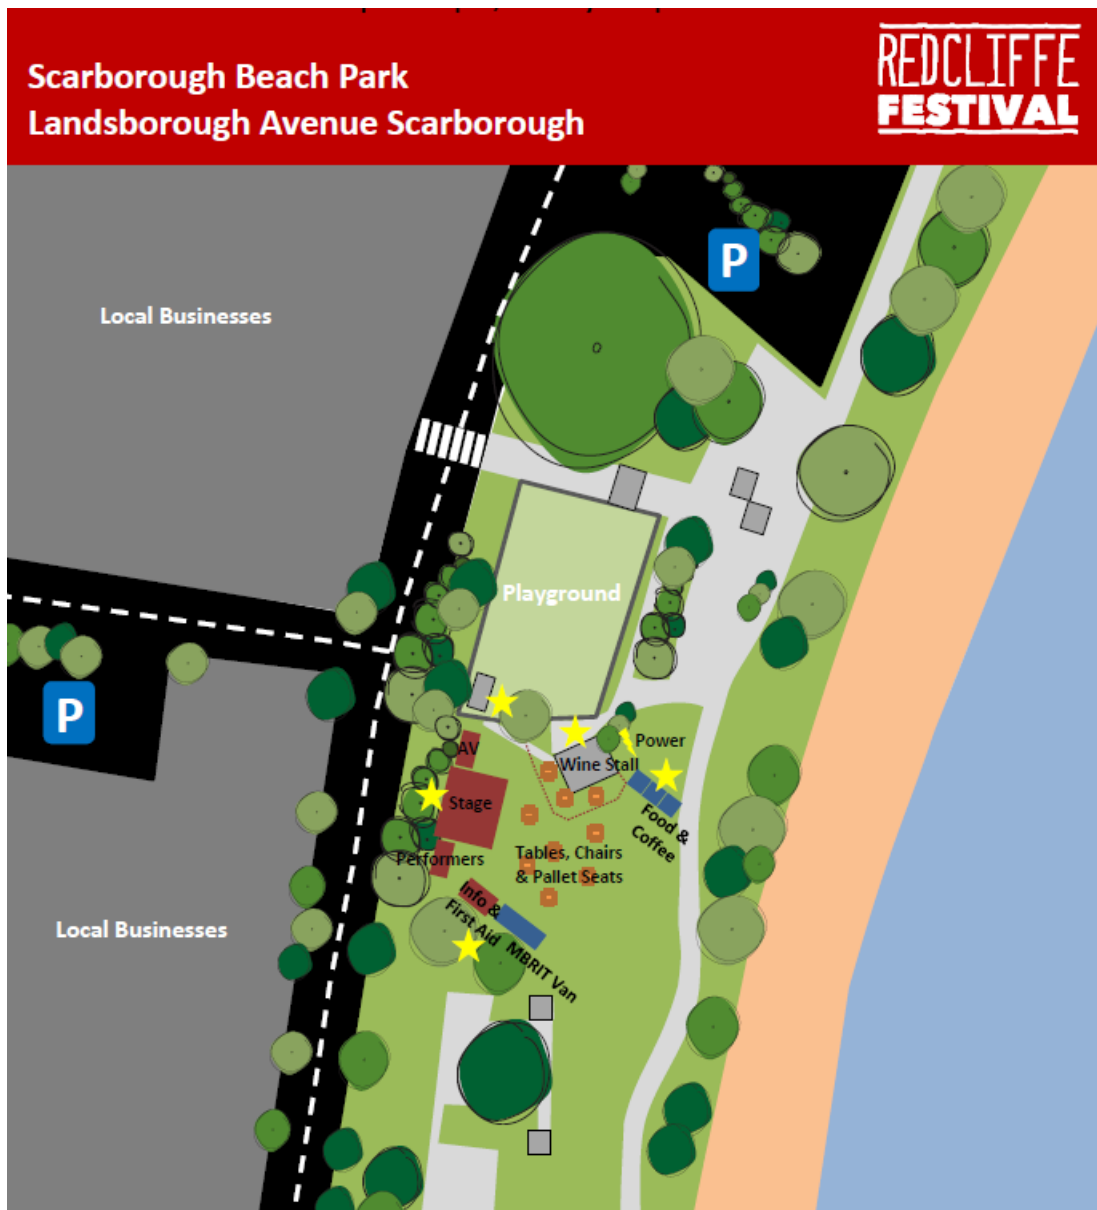 Scarborough Beach Park
Landsborough Avenue Scarborough
REDCLIFFE
FESTIVAL
P
Local Businesses
Playground
P
Power
AV
Wine Stall
Stage
Food &
Coffee
Performers
Tables, Chairs
& Pallet Seats
Info &
First Aid
MBRIT Van
Local Businesses